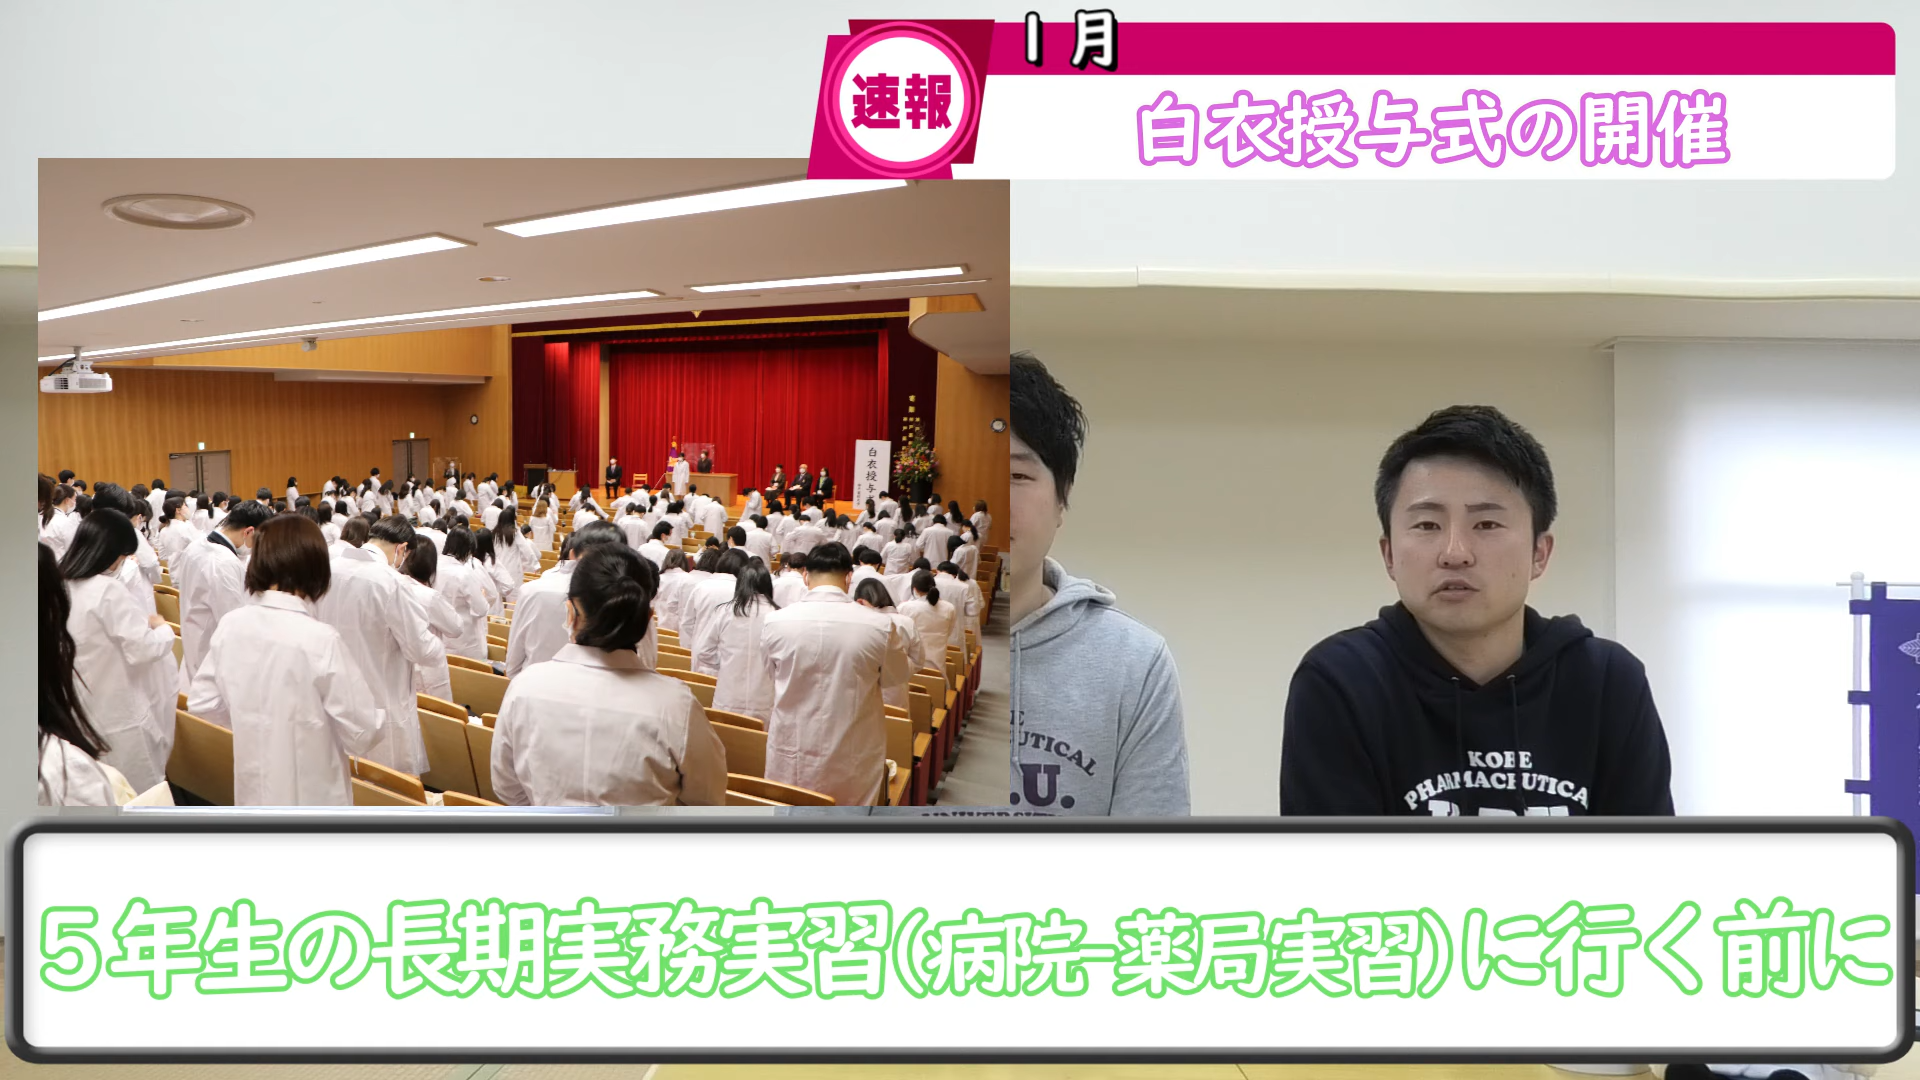 1月
速報
白衣授与式の開催
白衣授与式
UTICAL
.U.
KOBE
PHARMACEUTICA
５年生の長期実務実習(病院-薬局実習)に行く前に